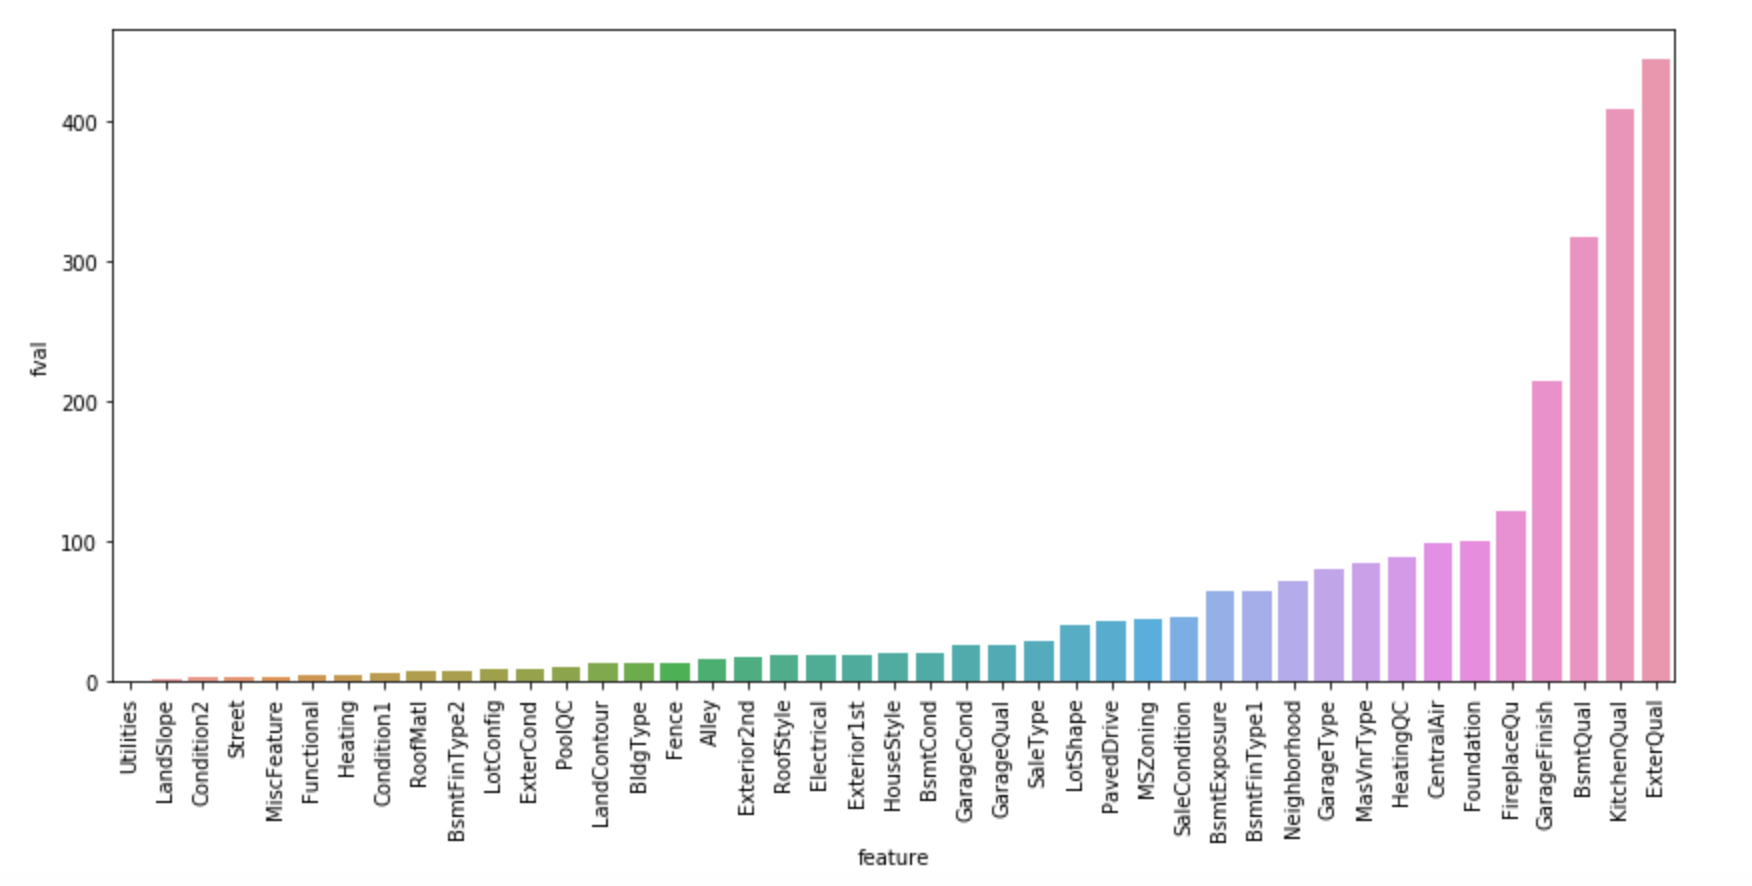 400
300
200
100
0
fval
Utilities
LandSlope
Condition2
Street
MiscFeature
Functional
Heating
Condition1
RoofMatl
BsmtFinType2
LotConfig
ExterCond
PoolQC
LandContour
BldgType
Fence
Alley
Exterior2nd
RoofStyle
Electrical
Exterior1st
HouseStyle
BsmtCond
GarageCond
GarageQual
SaleType
LotShape
PavedDrive
MSZoning
SaleCondition
BsmtExposure
BsmtFinType1
Neighborhood
GarageType
MasVnrType
HeatingQC
CentralAir
Foundation
FireplaceQu
GarageFinish
BsmtQual
KitchenQual
ExterQual
feature